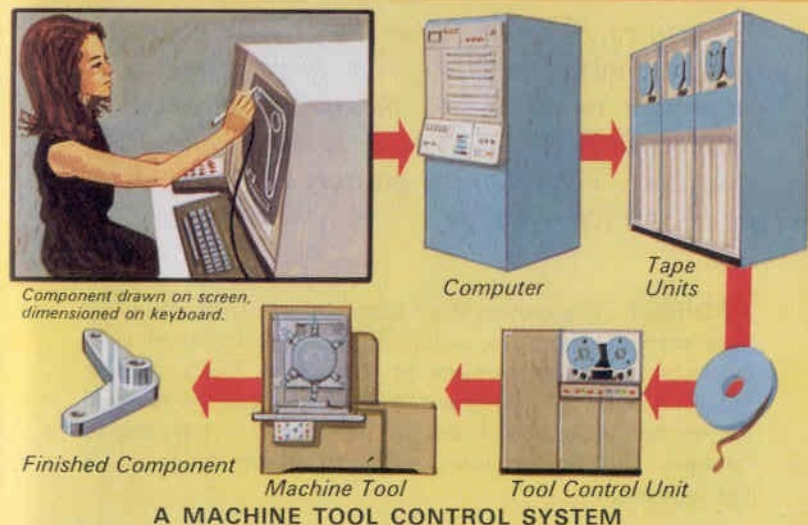 Component drawn on screen,
dimensioned on keyboard.
Computer
Tape
Units
Finished Component
Machine Tool
Tool Control Unit
A MACHINE TOOL CONTROL SYSTEM